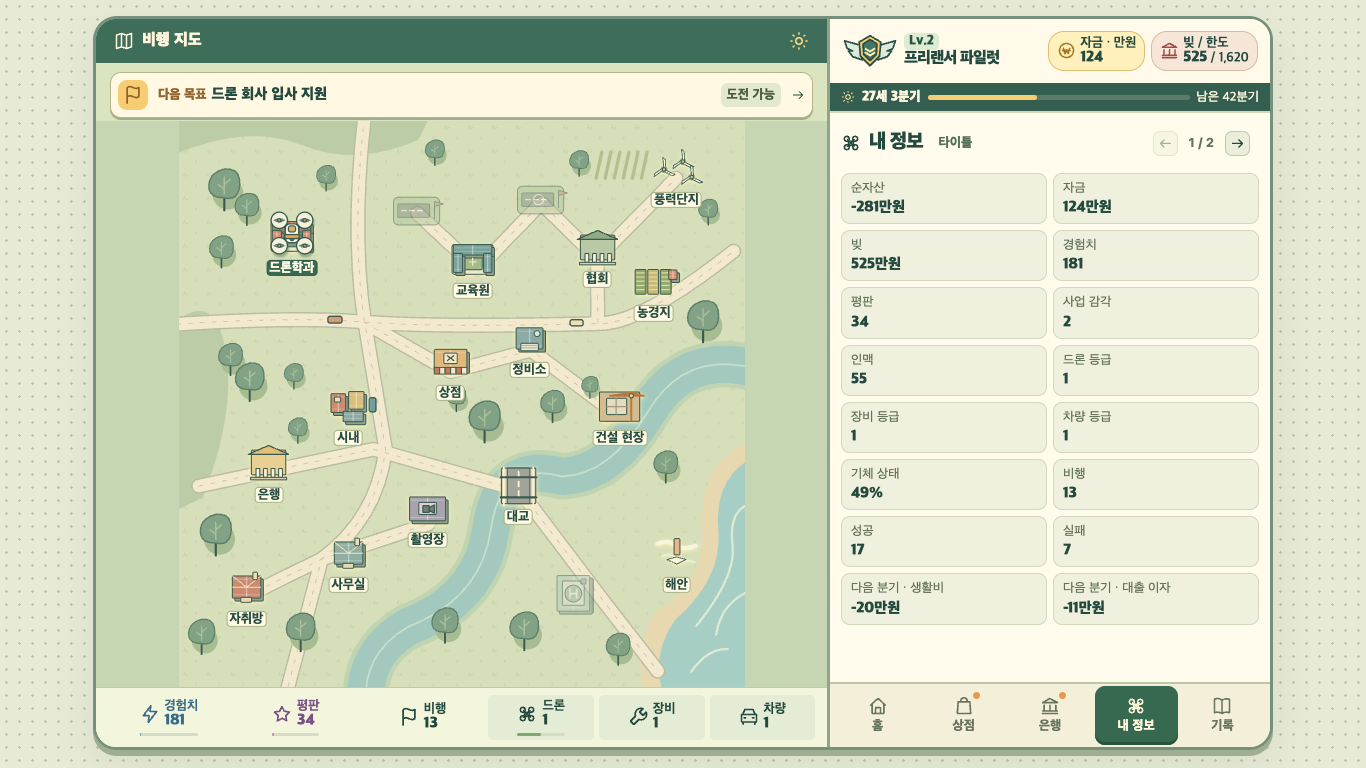 비행 지도
다음 목표 드론 회사 입사 지원
도전 가능
풍력단지
드론학과
교육원
협회
농경지
정비소
상점
시내
건설 현장
은행
대교
촬영장
사무실
해안
자취방
H
경험치
181
평판
34
비행
13
드론
1
장비
1
차량
1
Lv.2
프리랜서 파일럿
자금 · 만원
124
빚 / 한도
525 / 1,620
27세 3분기
남은 42분기
내 정보
타이틀
1 / 2
순자산
-281만원
자금
124만원
빚
525만원
경험치
181
평판
34
사업 감각
2
인맥
55
드론 등급
1
장비 등급
1
차량 등급
1
기체 상태
49%
비행
13
성공
17
실패
7
다음 분기 · 생활비
-20만원
다음 분기 · 대출 이자
-11만원
홈
상점
은행
내 정보
기록